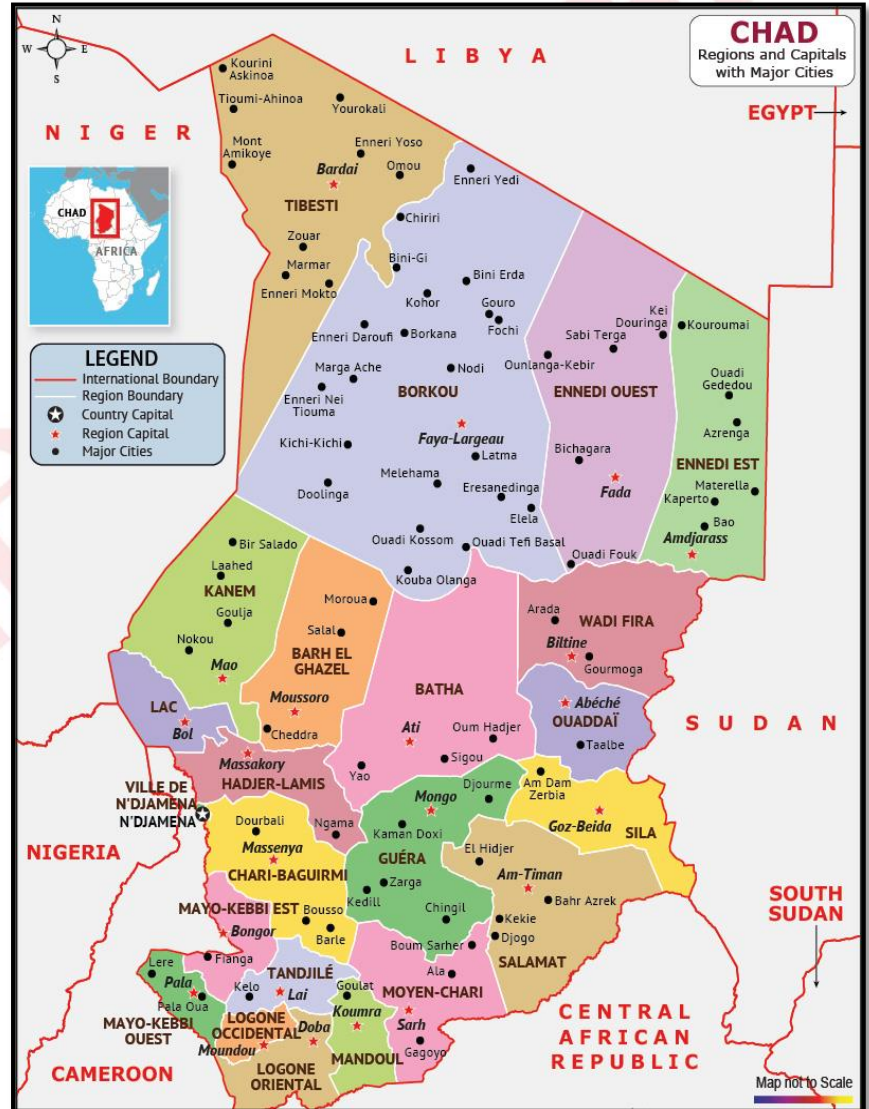 N
W
E
S
CHAD
Regions and Capitals
with Major Cities
LIBYA
EGYPT
NIGER
CHAD
AFRICA
LEGEND
International Boundary
Region Boundary
Country Capital
Region Capital
Major Cities
Kourini
Askinoa
Tioumi-Ahinoa
Yourokali
Mont
Amikoye
Enneri Yoso
Bardai
Omou
TIBESTI
Enneri Yedi
Chiriri
Zouar
Marmar
Enneri Mokto
Bini-Gi
Bini Erda
Kohor
Gouro
Fochi
Enneri Daroufi
Borkana
Marga Ache
Nodi
Enneri Nei
Tiouma
BORKOU
Faya-Largeau
Kichi-Kichi
Latma
Melehama
Doolinga
Eresanedinga
Elela
Ouadi Kossom
Ouadi Tefi Basal
Kouba Olanga
Kei
Douringa
Sabi Terga
Ounlanga-Kebir
ENNEDI OUEST
Bichagara
Fada
Ouadi Fouk
Kouroumai
Ouadi
Gededou
Azrenga
ENNEDI EST
Materella
Kaperto
Bao
Amdjarass
Bir Salado
Laahed
KANEM
Goulja
Nokou
Mao
Moroua
Salal
BARH EL
GHAZEL
Moussoro
Cheddra
LAC
Bol
BATHA
Ati
Oum Hadjer
Sigou
Yao
Arada
WADI FIRA
Biltine
Gourmoga
Abéché
OUADDAÏ
Taalbe
SUDAN
Massakory
HADJER-LAMIS
Ngama
VILLE DE
N'DJAMENA
N'DJAMENA
Dourbali
Massenya
CHARI-BAGUIRMI
Bousso
Barle
Djourme
Mongo
Kaman Doxi
GUÉRA
Zarga
Kedill
Chingil
Am Dam
Zerbia
Goz-Beida
SILA
El Hidjer
Am-Timan
Bahr Azrek
Kekie
Djogo
SALAMAT
NIGERIA
MAYO-KEBBI EST
Bongor
Fianga
Lere
Pala
Pala Oua
MAYO-KEBBI
OUEST
TANDJILÉ
Kelo
Lai
Goulat
Boum Sarher
Ala
MOYEN-CHARI
Sarh
Gagoyo
Koumra
MANDOUL
LOGONE
OCCIDENTAL
Moundou
Doba
LOGONE
ORIENTAL
CAMEROON
CENTRAL
AFRICAN
REPUBLIC
SOUTH
SUDAN
Map not to Scale